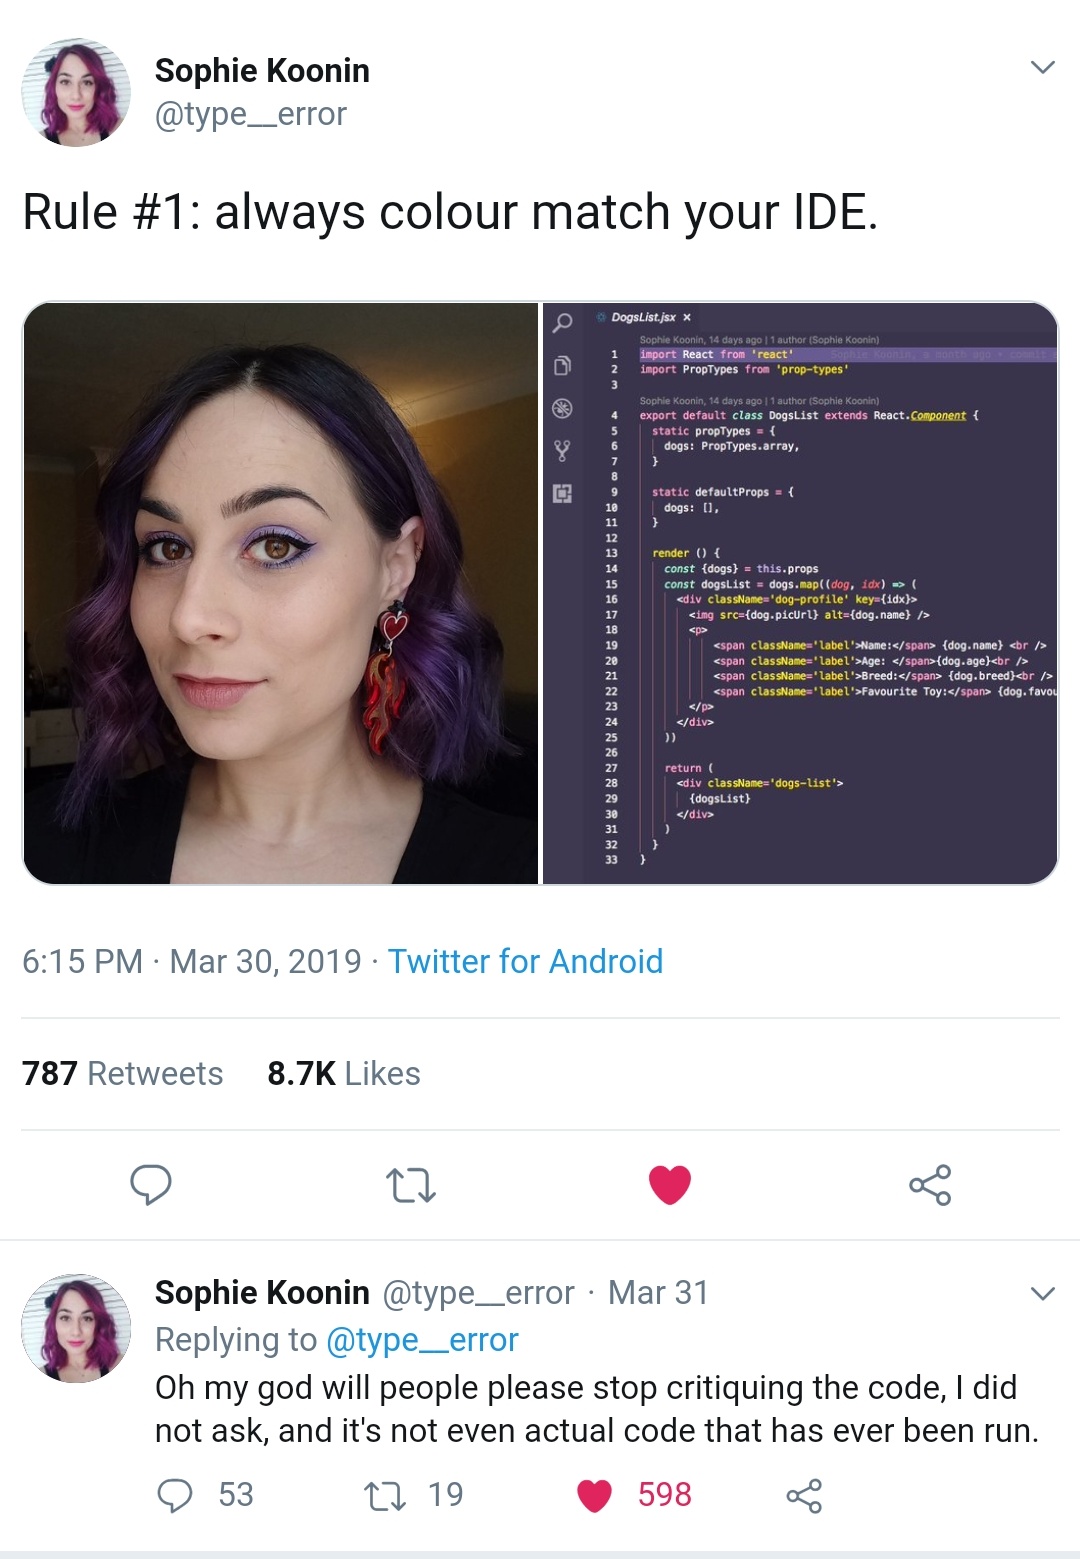 Sophie Koonin
@type__error
Rule #1: always colour match your IDE.
DogsList.jsx ×
Sophie Koonin, 14 days ago | 1 author (Sophie Koonin)
1 import React from 'react' Sophie Koonin, a month ago • commit
2 import PropTypes from 'prop-types'
3
Sophie Koonin, 14 days ago | 1 author (Sophie Koonin)
4 export default class DogsList extends React.Component {
5 static propTypes = {
6 dogs: PropTypes.array,
7 }
8
9 static defaultProps = {
10 dogs: [],
11 }
12
13 render () {
14 const {dogs} = this.props
15 const dogsList = dogs.map((dog, idx) => (
16 <div className='dog-profile' key={idx}>
17 <img src={dog.picUrl} alt={dog.name} />
18 <p>
19 <span className='label'>Name:</span> {dog.name} <br />
20 <span className='label'>Age: </span>{dog.age}<br />
21 <span className='label'>Breed:</span> {dog.breed}<br />
22 <span className='label'>Favourite Toy:</span> {dog.favou
23 </p>
24 </div>
25 ))
26
27 return (
28 <div className='dogs-list'>
29 {dogsList}
30 </div>
31 )
32 }
33 }
6:15 PM · Mar 30, 2019 · Twitter for Android
787 Retweets 8.7K Likes
Sophie Koonin @type__error · Mar 31
Replying to @type__error
Oh my god will people please stop critiquing the code, I did
not ask, and it's not even actual code that has ever been run.
53 19 598